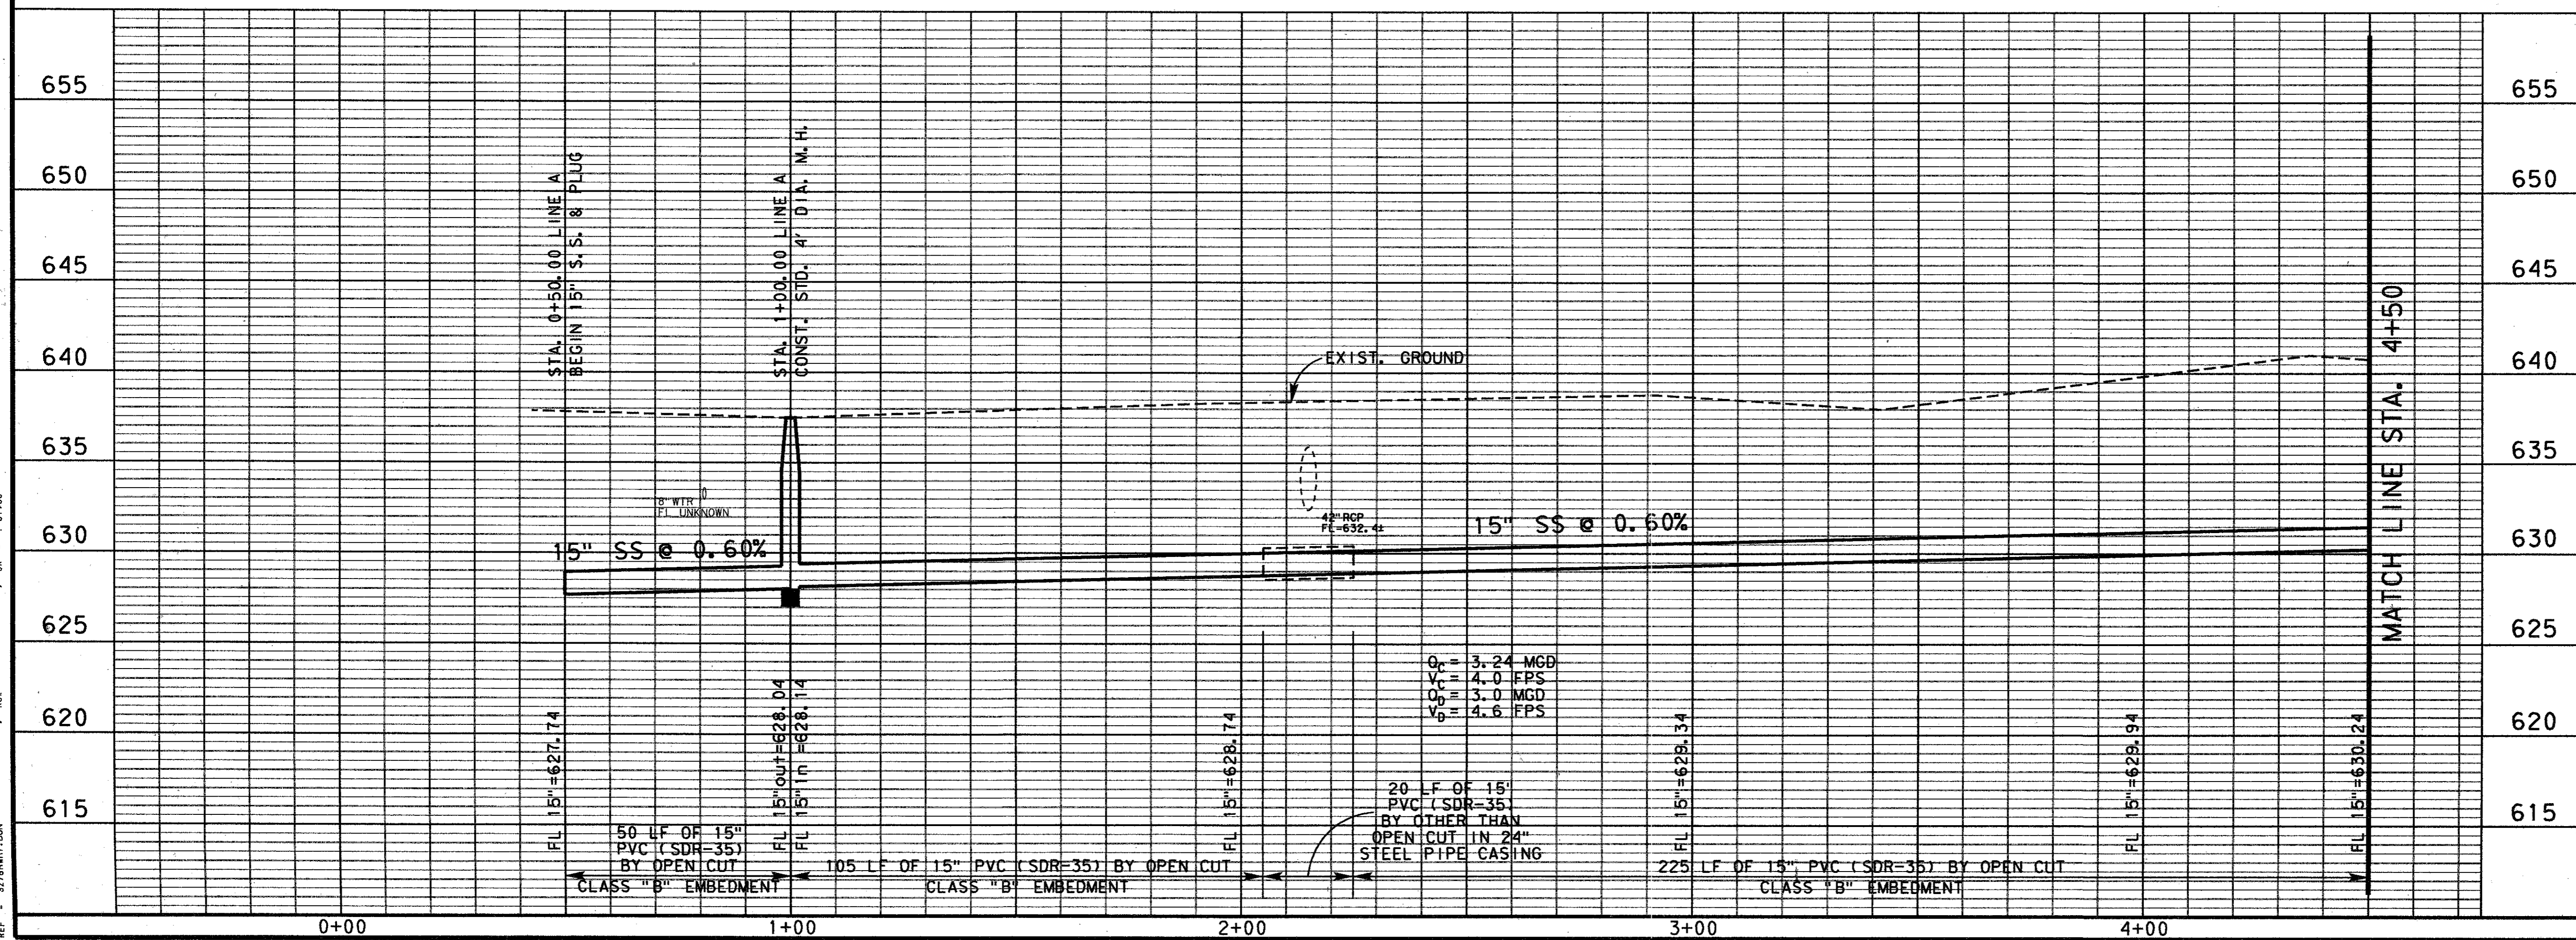 655
650
645
640
635
630
625
620
615
655
650
645
640
635
630
625
620
615
STA. 0+50.00 LINE A
BEGIN 15" S.S. & PLUG
STA. 1+00.00 LINE A
CONST. STD. 4' DIA. M.H.
EXIST. GROUND
MATCH LINE STA. 4+50
8" WTR
FL UNKNOWN
42" RCP
FL=632.4±
15" SS @ 0.60%
15" SS @ 0.60%
QC = 3.24 MGD
VC = 4.0 FPS
QD = 3.0 MGD
VD = 4.6 FPS
FL 15"=627.74
FL 15"out=628.04
FL 15"in =628.14
FL 15"=628.74
FL 15"=629.34
FL 15"=629.94
FL 15"=630.24
50 LF OF 15"
PVC (SDR-35)
BY OPEN CUT
CLASS "B" EMBEDMENT
105 LF OF 15" PVC (SDR-35) BY OPEN CUT
CLASS "B" EMBEDMENT
20 LF OF 15"
PVC (SDR-35)
BY OTHER THAN
OPEN CUT IN 24"
STEEL PIPE CASING
225 LF OF 15" PVC (SDR-35) BY OPEN CUT
CLASS "B" EMBEDMENT
0+00
1+00
2+00
3+00
4+00